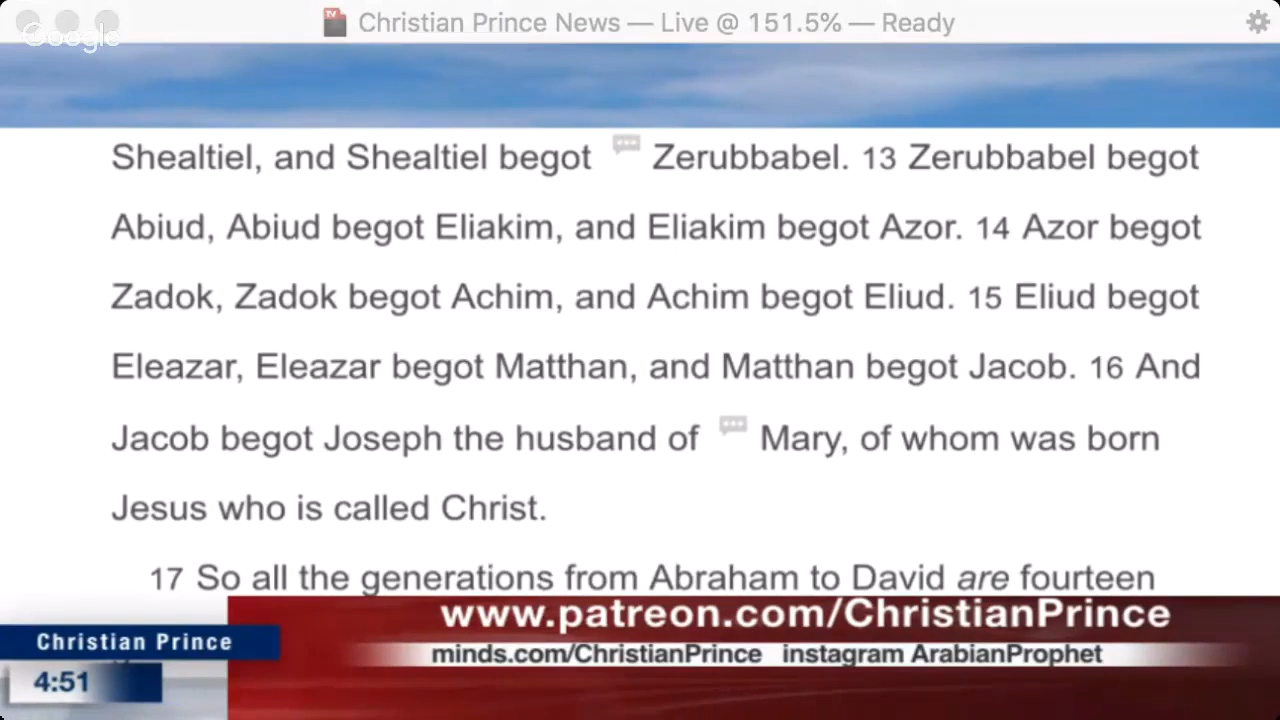 Christian Prince News — Live @ 151.5% — Ready
Google
Shealtiel, and Shealtiel begot Zerubbabel. 13 Zerubbabel begot
Abiud, Abiud begot Eliakim, and Eliakim begot Azor. 14 Azor begot
Zadok, Zadok begot Achim, and Achim begot Eliud. 15 Eliud begot
Eleazar, Eleazar begot Matthan, and Matthan begot Jacob. 16 And
Jacob begot Joseph the husband of Mary, of whom was born
Jesus who is called Christ.
17 So all the generations from Abraham to David are fourteen
www.patreon.com/ChristianPrince
Christian Prince
minds.com/ChristianPrince instagram ArabianProphet
4:51